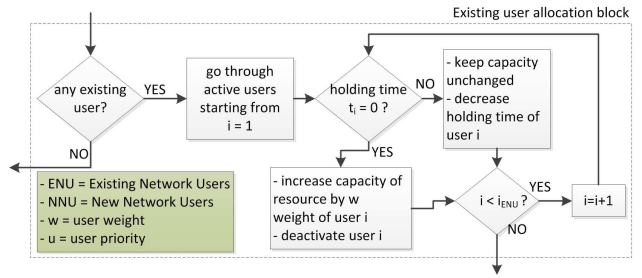 Existing user allocation block
any existing
user?
YES
NO
go through
active users
starting from
i = 1
holding time
tᵢ = 0 ?
NO
YES
- keep capacity
unchanged
- decrease
holding time of
user i
- ENU = Existing Network Users
- NNU = New Network Users
- w = user weight
- u = user priority
- increase capacity of
resource by w
weight of user i
- deactivate user i
i < i_ENU ?
YES
NO
i=i+1